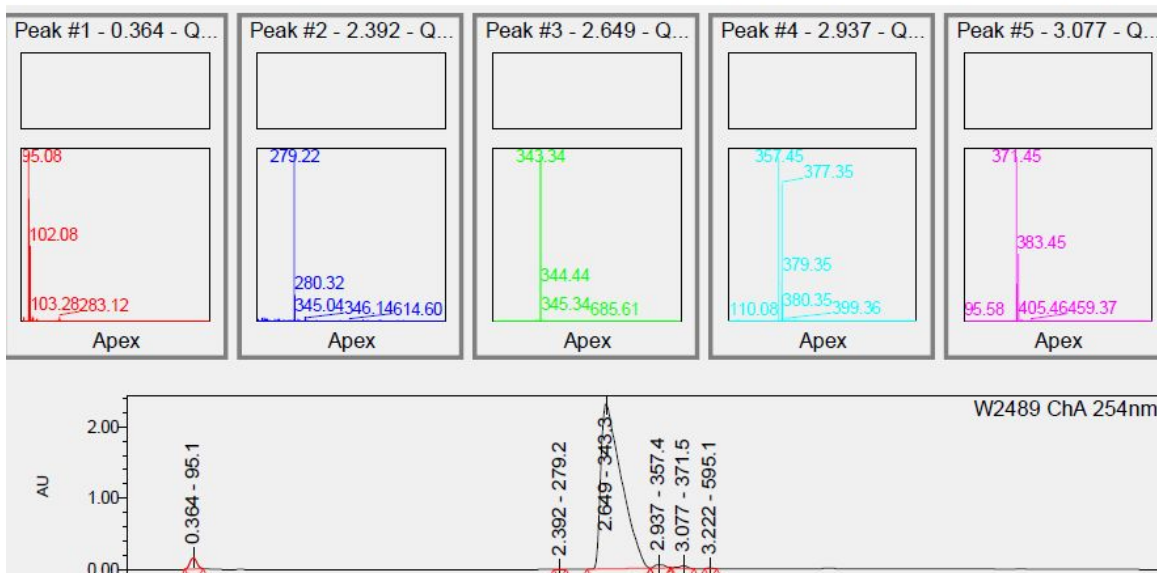 Peak #1 - 0.364 - Q...
95.08
102.08
103.28
283.12
Apex
Peak #2 - 2.392 - Q...
279.22
280.32
345.04
346.14
614.60
Apex
Peak #3 - 2.649 - Q...
343.34
344.44
345.34
685.61
Apex
Peak #4 - 2.937 - Q...
357.45
377.35
379.35
380.35
110.08
399.36
Apex
Peak #5 - 3.077 - Q...
371.45
383.45
95.58
405.46
459.37
Apex
W2489 ChA 254nm
AU
2.00
1.00
0.00
0.364 - 95.1
2.392 - 279.2
2.649 - 343.3
2.937 - 357.4
3.077 - 371.5
3.222 - 595.1